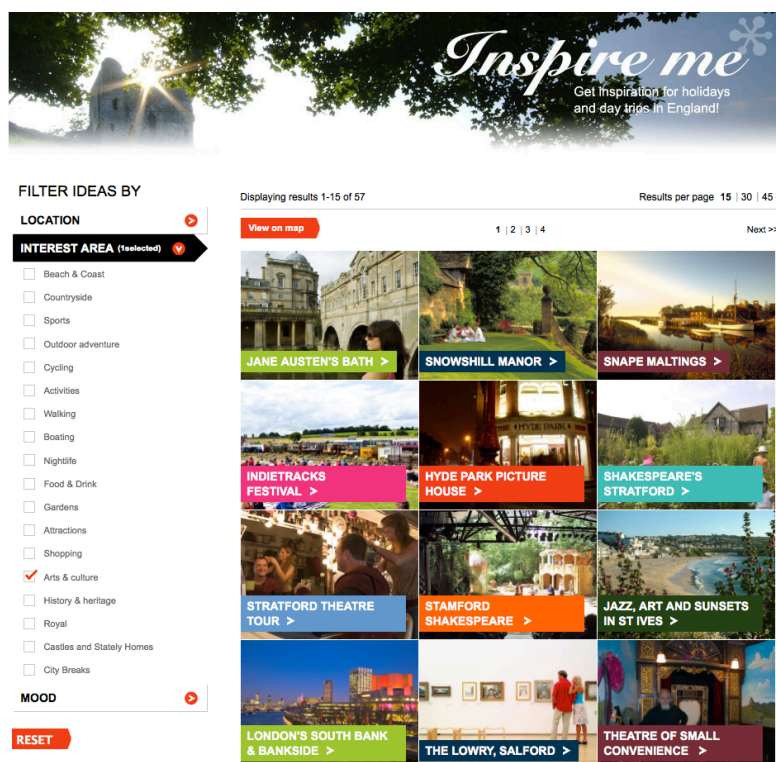 Inspire me
Get inspiration for holidays
and day trips in England!
FILTER IDEAS BY
LOCATION
INTEREST AREA (1selected)
Beach & Coast
Countryside
Sports
Outdoor adventure
Cycling
Activities
Walking
Boating
Nightlife
Food & Drink
Gardens
Attractions
Shopping
Arts & culture
History & heritage
Royal
Castles and Stately Homes
City Breaks
MOOD
RESET
Displaying results 1-15 of 57
Results per page 15 | 30 | 45
View on map
1 | 2 | 3 | 4
Next >>
JANE AUSTEN'S BATH >
SNOWSHILL MANOR >
SNAPE MALTINGS >
INDIETRACKS
FESTIVAL >
HYDE PARK
HYDE PARK PICTURE
HOUSE >
SHAKESPEARE'S
STRATFORD >
STRATFORD THEATRE
TOUR >
STAMFORD
SHAKESPEARE >
JAZZ, ART AND SUNSETS
IN ST IVES >
LONDON'S SOUTH BANK
& BANKSIDE >
THE LOWRY, SALFORD >
THEATRE OF SMALL
CONVENIENCE >